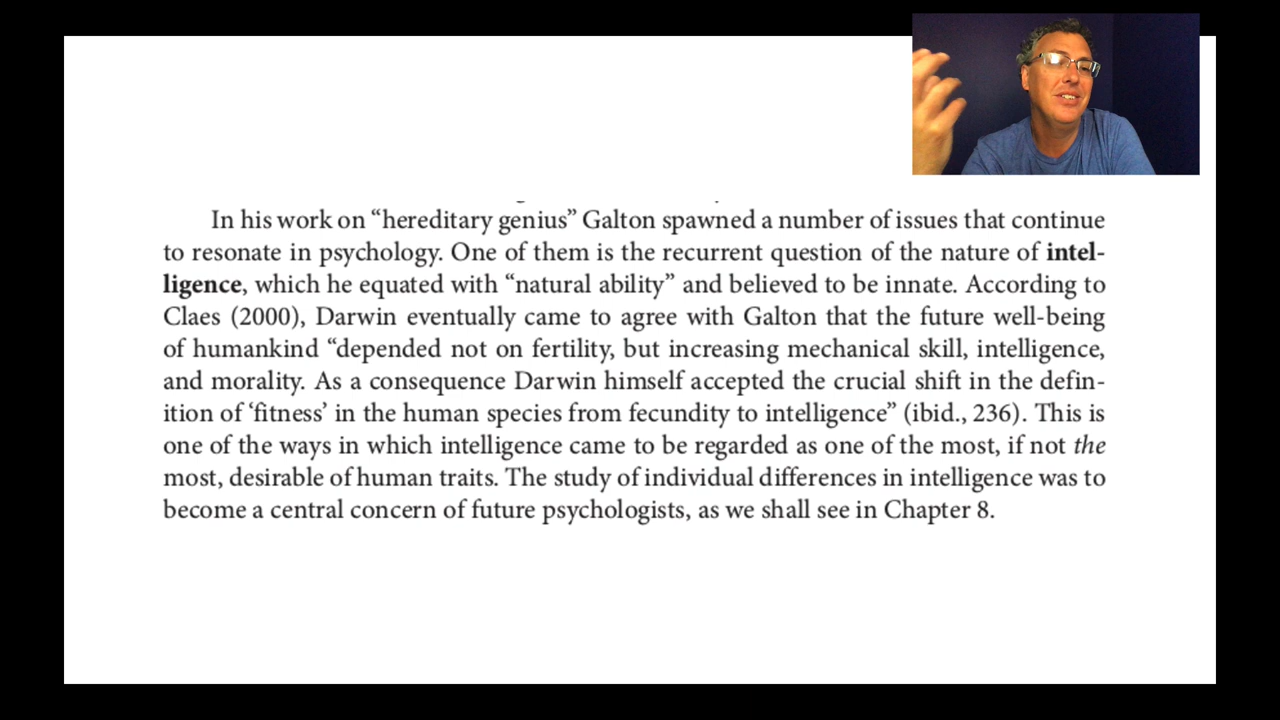 In his work on “hereditary genius” Galton spawned a number of issues that continue
to resonate in psychology. One of them is the recurrent question of the nature of intel-
ligence, which he equated with “natural ability” and believed to be innate. According to
Claes (2000), Darwin eventually came to agree with Galton that the future well-being
of humankind “depended not on fertility, but increasing mechanical skill, intelligence,
and morality. As a consequence Darwin himself accepted the crucial shift in the defin-
ition of ‘fitness’ in the human species from fecundity to intelligence” (ibid., 236). This is
one of the ways in which intelligence came to be regarded as one of the most, if not the
most, desirable of human traits. The study of individual differences in intelligence was to
become a central concern of future psychologists, as we shall see in Chapter 8.